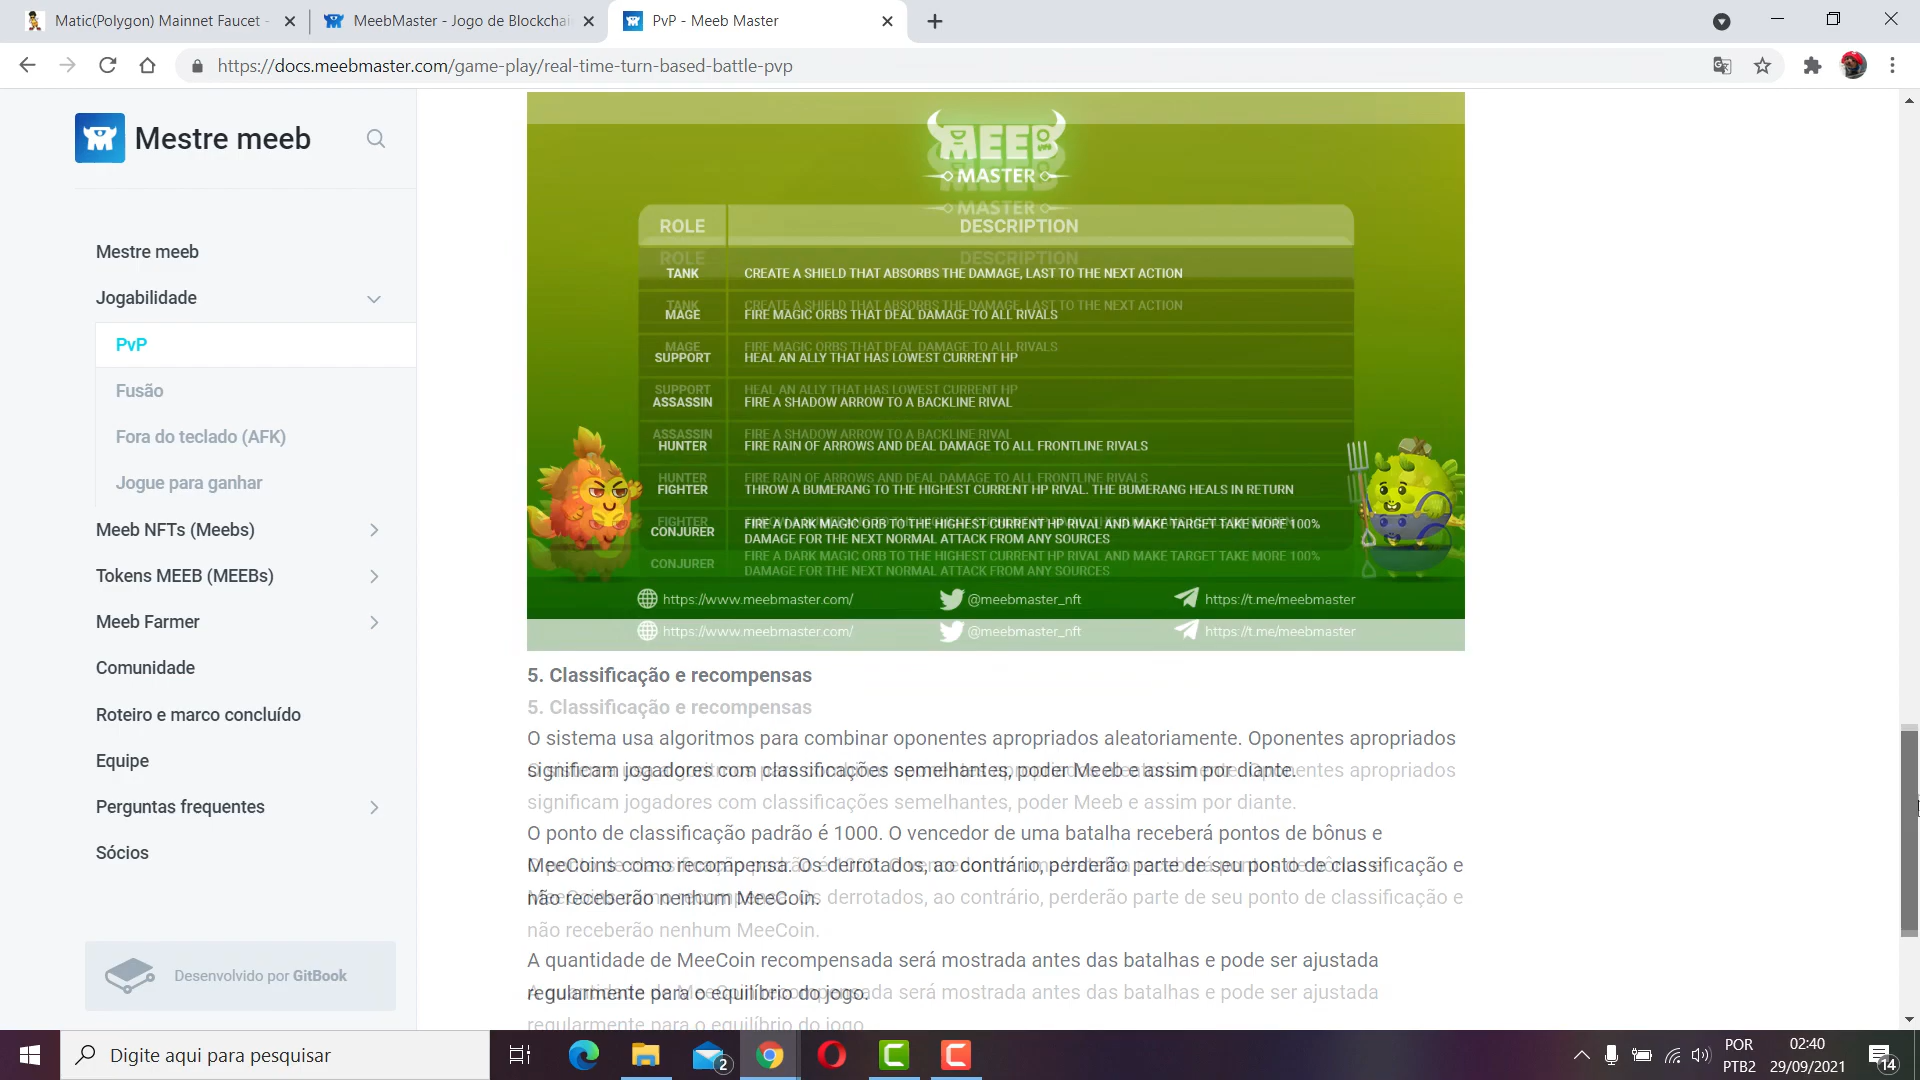 Matic(Polygon) Mainnet Faucet -
MeebMaster - Jogo de Blockchai
PvP - Meeb Master
https://docs.meebmaster.com/game-play/real-time-turn-based-battle-pvp
Mestre meeb
Mestre meeb
Jogabilidade
PvP
Fusão
Fora do teclado (AFK)
Jogue para ganhar
Meeb NFTs (Meebs)
Tokens MEEB (MEEBs)
Meeb Farmer
Comunidade
Roteiro e marco concluído
Equipe
Perguntas frequentes
Sócios
Desenvolvido por GitBook
MEEB
MASTER
ROLE DESCRIPTION
TANK CREATE A SHIELD THAT ABSORBS THE DAMAGE, LAST TO THE NEXT ACTION
MAGE FIRE MAGIC ORBS THAT DEAL DAMAGE TO ALL RIVALS
SUPPORT HEAL AN ALLY THAT HAS LOWEST CURRENT HP
ASSASSIN FIRE A SHADOW ARROW TO A BACKLINE RIVAL
HUNTER FIRE RAIN OF ARROWS AND DEAL DAMAGE TO ALL FRONTLINE RIVALS
FIGHTER THROW A BUMERANG TO THE HIGHEST CURRENT HP RIVAL. THE BUMERANG HEALS IN RETURN
CONJURER FIRE A DARK MAGIC ORB TO THE HIGHEST CURRENT HP RIVAL AND MAKE TARGET TAKE MORE 100%
DAMAGE FOR THE NEXT NORMAL ATTACK FROM ANY SOURCES
https://www.meebmaster.com/ @meebmaster_nft https://t.me/meebmaster
5. Classificação e recompensas
O sistema usa algoritmos para combinar oponentes apropriados aleatoriamente. Oponentes apropriados
significam jogadores com classificações semelhantes, poder Meeb e assim por diante.
O ponto de classificação padrão é 1000. O vencedor de uma batalha receberá pontos de bônus e
MeeCoins como recompensa. Os derrotados, ao contrário, perderão parte de seu ponto de classificação e
não receberão nenhum MeeCoin.
A quantidade de MeeCoin recompensada será mostrada antes das batalhas e pode ser ajustada
regularmente para o equilíbrio do jogo.
Digite aqui para pesquisar
2
POR
PTB2
02:40
29/09/2021
14